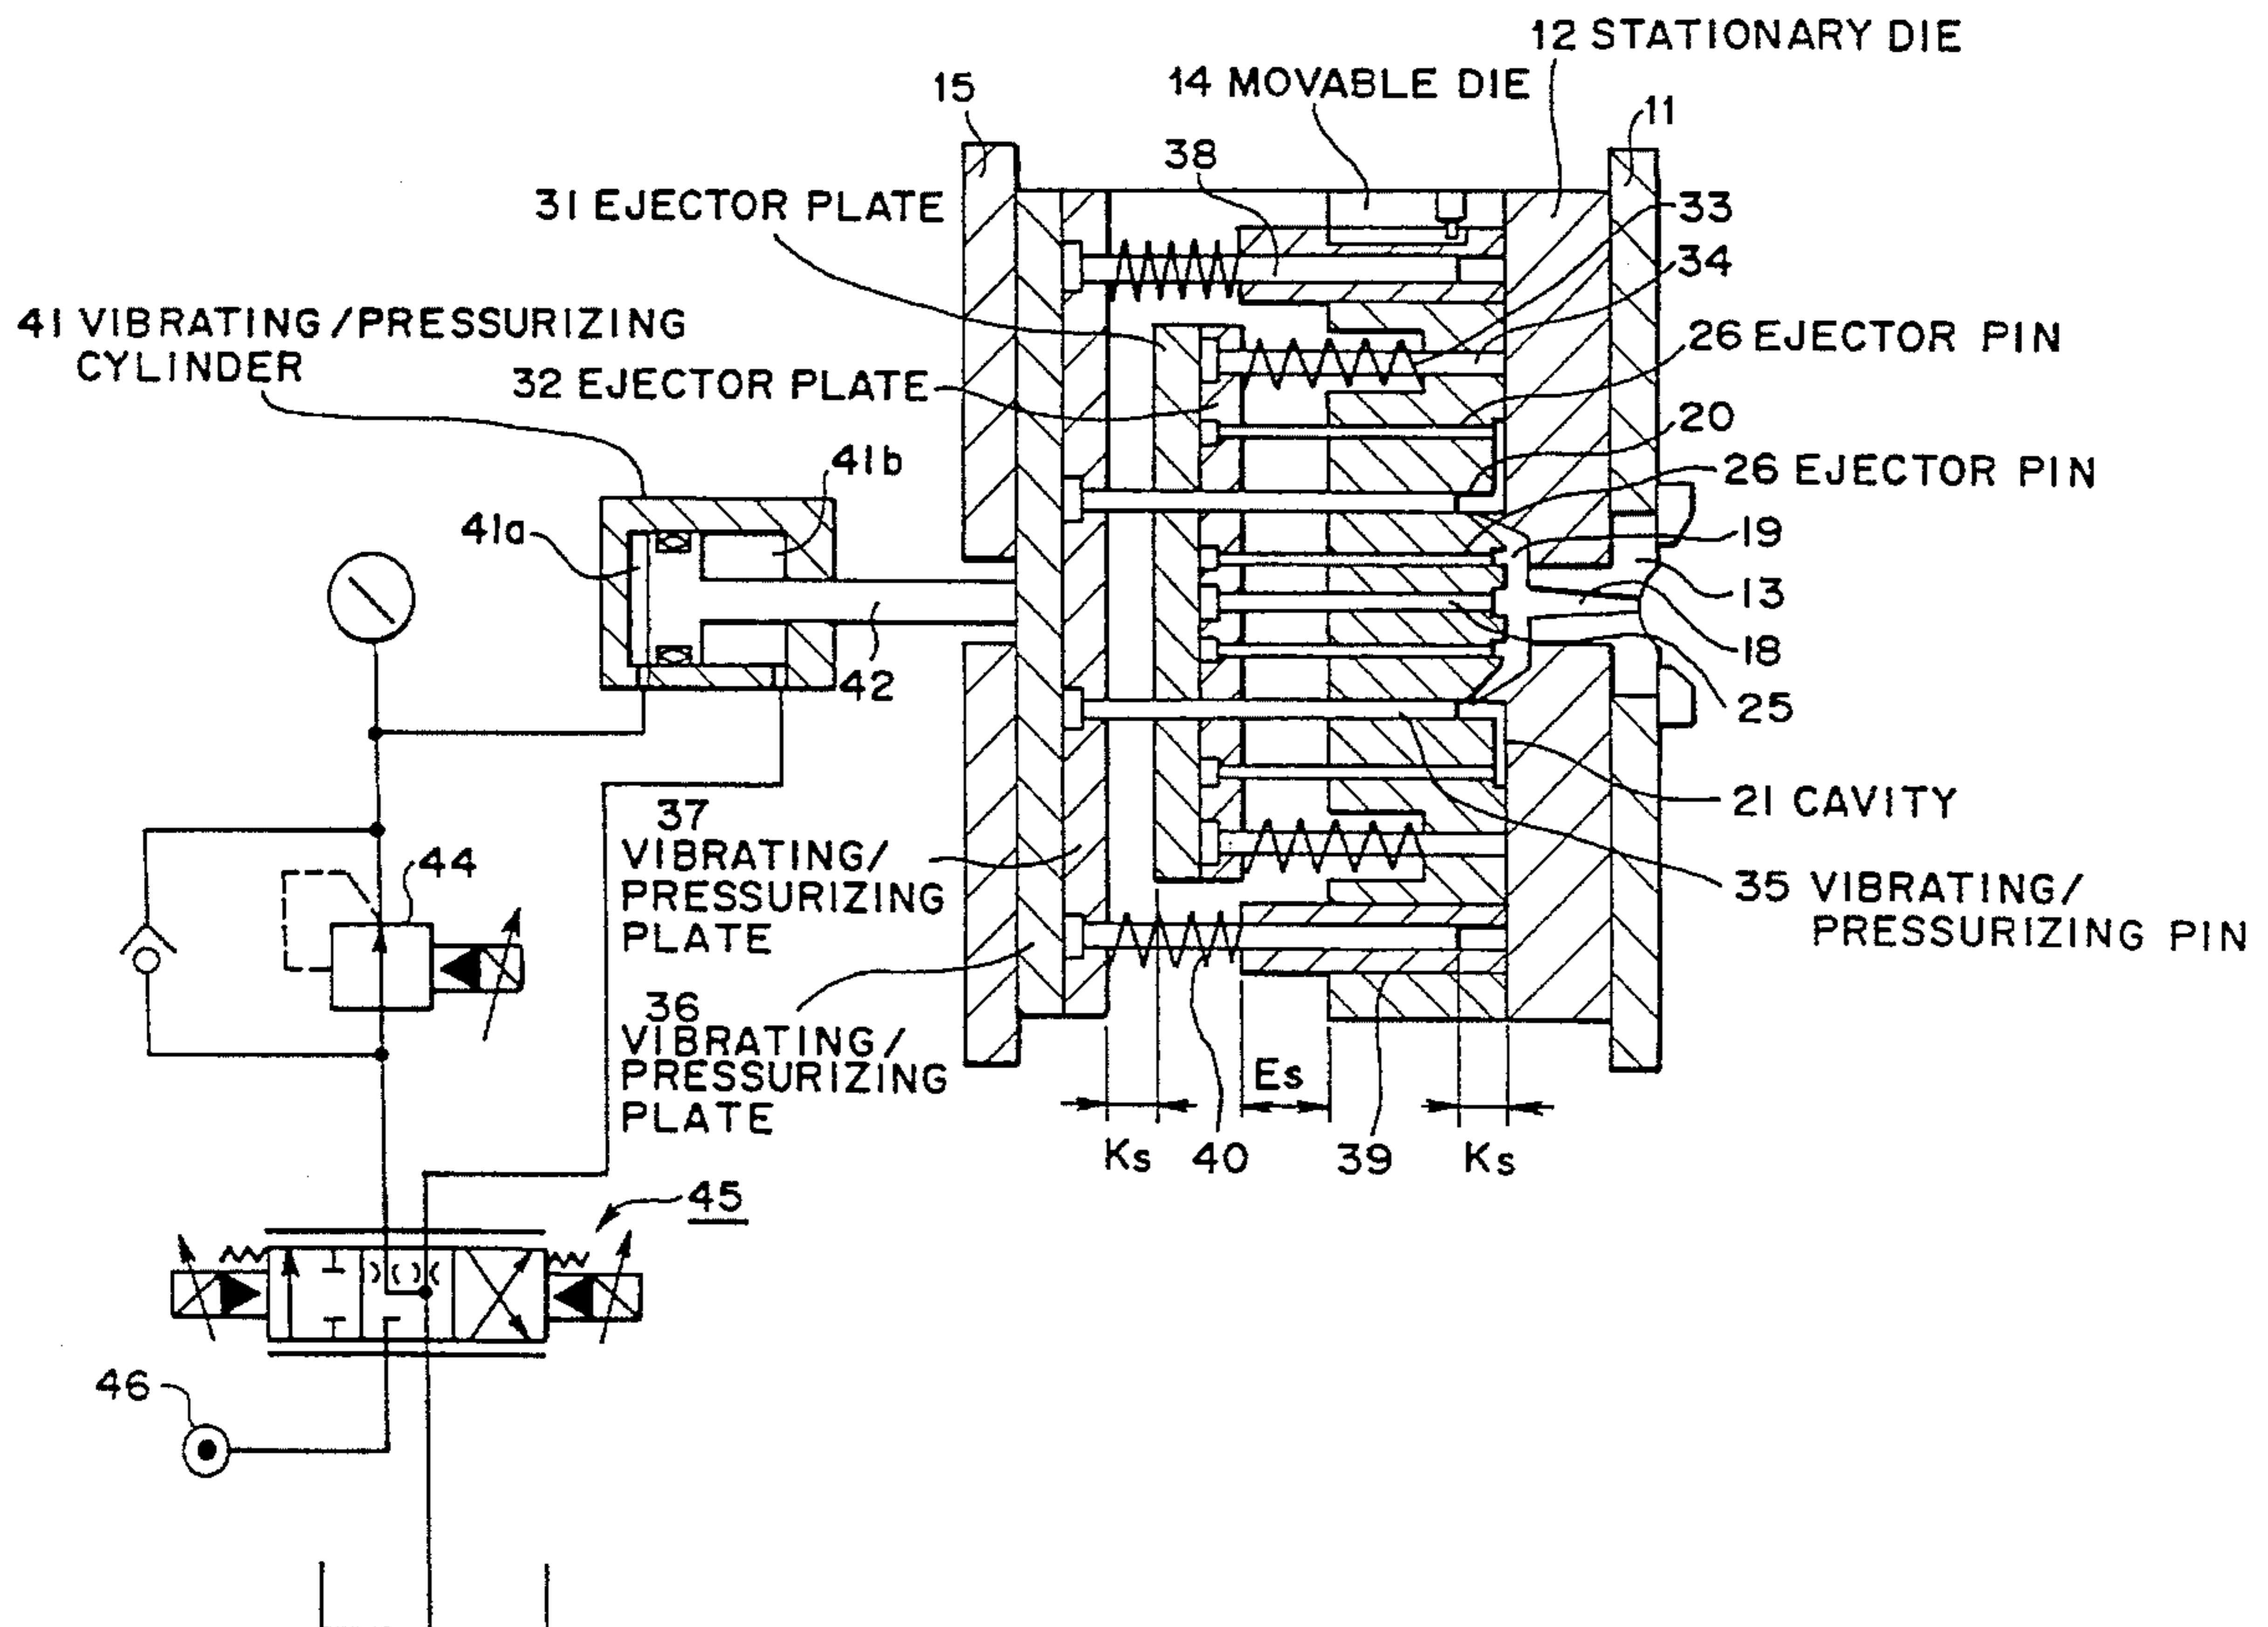 12 STATIONARY DIE
14 MOVABLE DIE
15
11
38
33
31 EJECTOR PLATE
34
41 VIBRATING/PRESSURIZING
CYLINDER
26 EJECTOR PIN
32 EJECTOR PLATE
20
41b
26 EJECTOR PIN
41a
19
13
18
42
25
21 CAVITY
37
VIBRATING/
PRESSURIZING
PLATE
44
35 VIBRATING/
PRESSURIZING PIN
36
VIBRATING/
PRESSURIZING
PLATE
Es
Ks
40
39
Ks
45
46